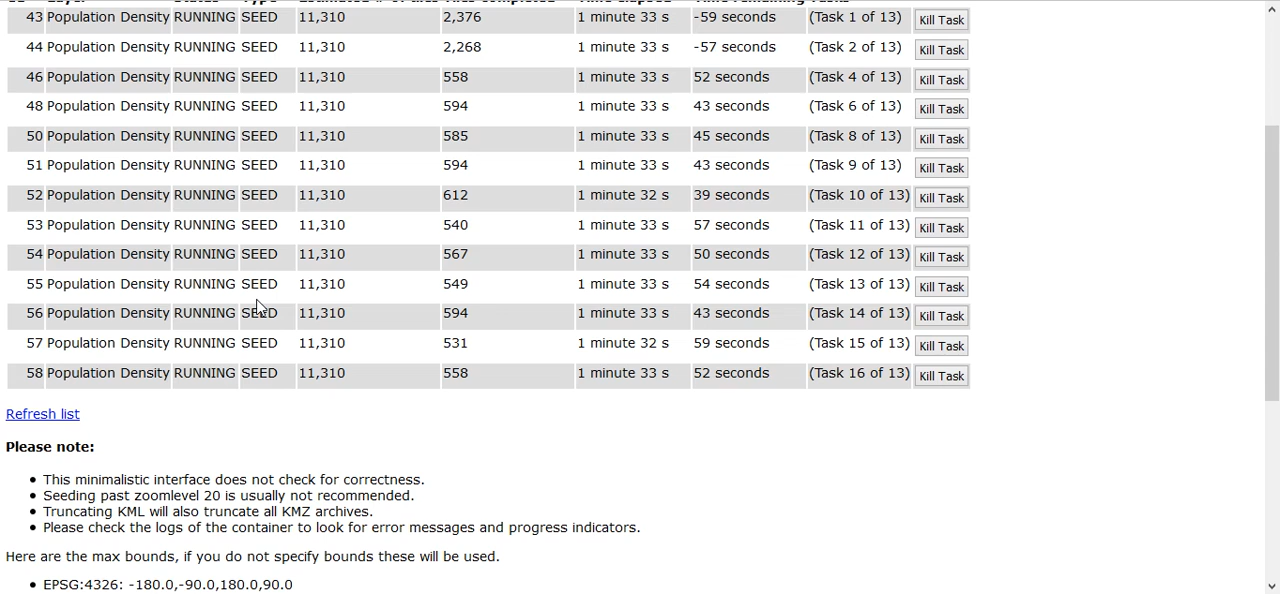 43 Population Density RUNNING SEED 11,310 2,376 1 minute 33 s -59 seconds (Task 1 of 13) Kill Task
44 Population Density RUNNING SEED 11,310 2,268 1 minute 33 s -57 seconds (Task 2 of 13) Kill Task
46 Population Density RUNNING SEED 11,310 558 1 minute 33 s 52 seconds (Task 4 of 13) Kill Task
48 Population Density RUNNING SEED 11,310 594 1 minute 33 s 43 seconds (Task 6 of 13) Kill Task
50 Population Density RUNNING SEED 11,310 585 1 minute 33 s 45 seconds (Task 8 of 13) Kill Task
51 Population Density RUNNING SEED 11,310 594 1 minute 33 s 43 seconds (Task 9 of 13) Kill Task
52 Population Density RUNNING SEED 11,310 612 1 minute 32 s 39 seconds (Task 10 of 13) Kill Task
53 Population Density RUNNING SEED 11,310 540 1 minute 33 s 57 seconds (Task 11 of 13) Kill Task
54 Population Density RUNNING SEED 11,310 567 1 minute 33 s 50 seconds (Task 12 of 13) Kill Task
55 Population Density RUNNING SEED 11,310 549 1 minute 33 s 54 seconds (Task 13 of 13) Kill Task
56 Population Density RUNNING SEED 11,310 594 1 minute 33 s 43 seconds (Task 14 of 13) Kill Task
57 Population Density RUNNING SEED 11,310 531 1 minute 32 s 59 seconds (Task 15 of 13) Kill Task
58 Population Density RUNNING SEED 11,310 558 1 minute 33 s 52 seconds (Task 16 of 13) Kill Task
Refresh list
Please note:
• This minimalistic interface does not check for correctness.
• Seeding past zoomlevel 20 is usually not recommended.
• Truncating KML will also truncate all KMZ archives.
• Please check the logs of the container to look for error messages and progress indicators.
Here are the max bounds, if you do not specify bounds these will be used.
• EPSG:4326: -180.0,-90.0,180.0,90.0